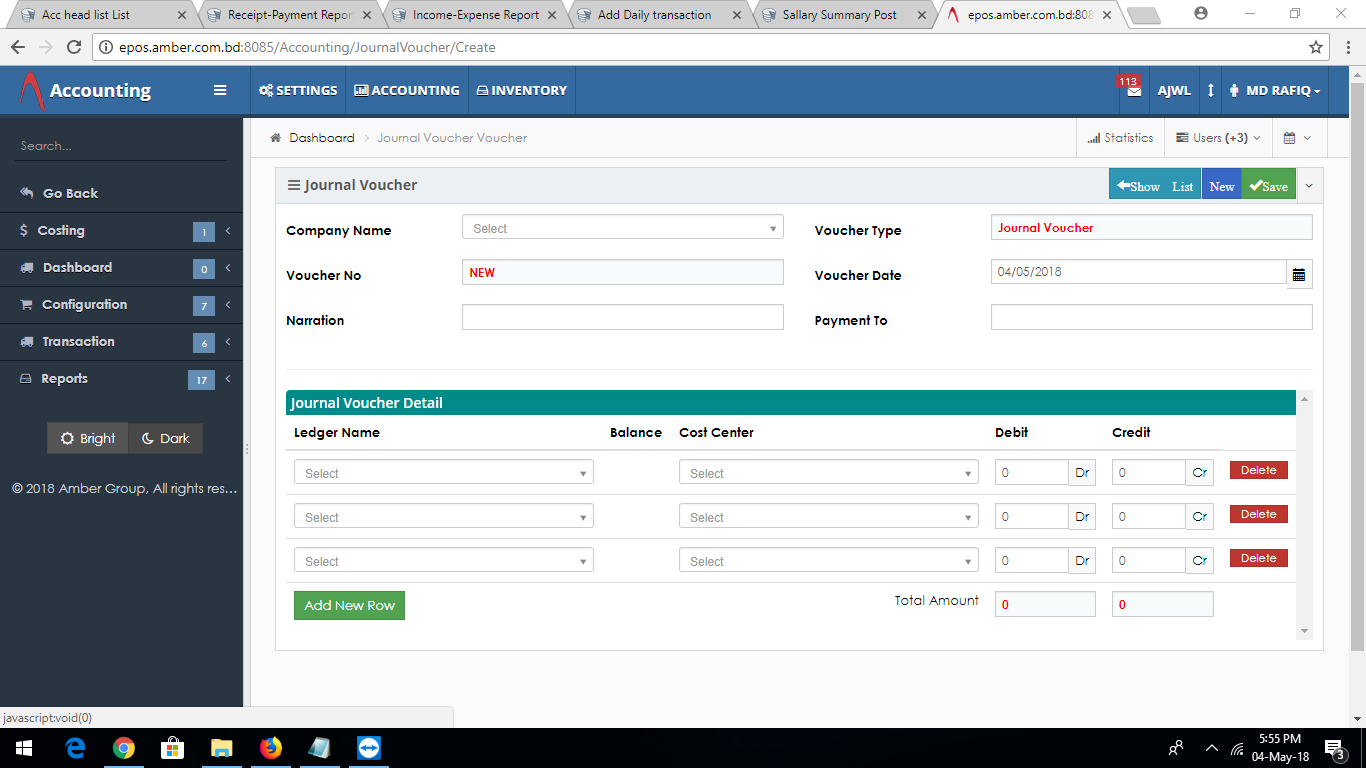 Acc head list List
Receipt-Payment Repor
Income-Expense Report
Add Daily transaction
Sallary Summary Post
epos.amber.com.bd:808
epos.amber.com.bd:8085/Accounting/JournalVoucher/Create
Accounting
SETTINGS
ACCOUNTING
INVENTORY
113
AJWL
MD RAFIQ
Search...
Dashboard > Journal Voucher Voucher
Statistics
Users (+3)
Go Back
$ Costing 1
Dashboard 0
Configuration 7
Transaction 6
Reports 17
Bright
Dark
© 2018 Amber Group, All rights res...
Journal Voucher
Show List
New
Save
Company Name Select
Voucher Type Journal Voucher
Voucher No NEW
Voucher Date 04/05/2018
Narration
Payment To
Journal Voucher Detail
Ledger Name Balance Cost Center Debit Credit
Select Select 0 Dr 0 Cr Delete
Select Select 0 Dr 0 Cr Delete
Select Select 0 Dr 0 Cr Delete
Add New Row Total Amount 0 0
javascript:void(0)
5:55 PM
04-May-18
3